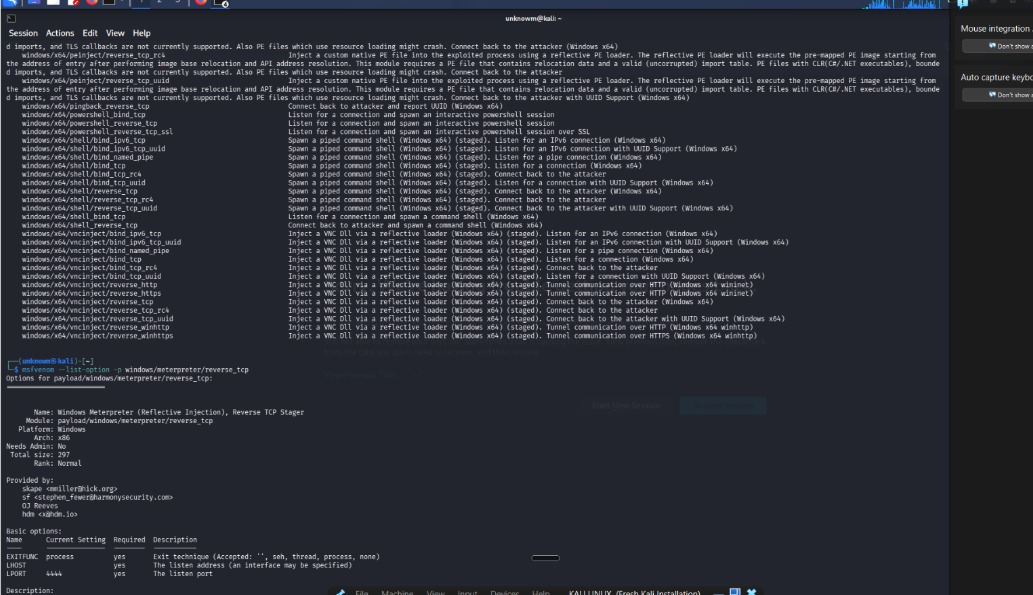 unknowm@kali: ~
Session Actions Edit View Help
d imports, and TLS callbacks are not currently supported. Also PE files which use resource loading might crash. Connect back to the attacker (Windows x64)
windows/x64/peinject/reverse_tcp_rc4 Inject a custom native PE file into the exploited process using a reflective PE loader. The reflective PE loader will execute the pre-mapped PE image starting from
the address of entry after performing image base relocation and API address resolution. This module requires a PE file that contains relocation data and a valid (uncorrupted) import table. PE files with CLR(C#/.NET executables), bounde
d imports, and TLS callbacks are not currently supported. Also PE files which use resource loading might crash. Connect back to the attacker
windows/x64/peinject/reverse_tcp_uuid Inject a custom native PE file into the exploited process using a reflective PE loader. The reflective PE loader will execute the pre-mapped PE image starting from
the address of entry after performing image base relocation and API address resolution. This module requires a PE file that contains relocation data and a valid (uncorrupted) import table. PE files with CLR(C#/.NET executables), bounde
d imports, and TLS callbacks are not currently supported. Also PE files which use resource loading might crash. Connect back to the attacker with UUID Support (Windows x64)
windows/x64/pingback_reverse_tcp Connect back to attacker and report UUID (Windows x64)
windows/x64/powershell_bind_tcp Listen for a connection and spawn an interactive powershell session
windows/x64/powershell_reverse_tcp Listen for a connection and spawn an interactive powershell session
windows/x64/powershell_reverse_tcp_ssl Listen for a connection and spawn an interactive powershell session over SSL
windows/x64/shell/bind_ipv6_tcp Spawn a piped command shell (Windows x64) (staged). Listen for an IPv6 connection (Windows x64)
windows/x64/shell/bind_ipv6_tcp_uuid Spawn a piped command shell (Windows x64) (staged). Listen for an IPv6 connection with UUID Support (Windows x64)
windows/x64/shell/bind_named_pipe Spawn a piped command shell (Windows x64) (staged). Listen for a pipe connection (Windows x64)
windows/x64/shell/bind_tcp Spawn a piped command shell (Windows x64) (staged). Listen for a connection (Windows x64)
windows/x64/shell/bind_tcp_rc4 Spawn a piped command shell (Windows x64) (staged). Connect back to the attacker
windows/x64/shell/bind_tcp_uuid Spawn a piped command shell (Windows x64) (staged). Listen for a connection with UUID Support (Windows x64)
windows/x64/shell/reverse_tcp Spawn a piped command shell (Windows x64) (staged). Connect back to the attacker (Windows x64)
windows/x64/shell/reverse_tcp_rc4 Spawn a piped command shell (Windows x64) (staged). Connect back to the attacker
windows/x64/shell/reverse_tcp_uuid Spawn a piped command shell (Windows x64) (staged). Connect back to the attacker with UUID Support (Windows x64)
windows/x64/shell_bind_tcp Listen for a connection and spawn a command shell (Windows x64)
windows/x64/shell_reverse_tcp Connect back to attacker and spawn a command shell (Windows x64)
windows/x64/vncinject/bind_ipv6_tcp Inject a VNC Dll via a reflective loader (Windows x64) (staged). Listen for an IPv6 connection (Windows x64)
windows/x64/vncinject/bind_ipv6_tcp_uuid Inject a VNC Dll via a reflective loader (Windows x64) (staged). Listen for an IPv6 connection with UUID Support (Windows x64)
windows/x64/vncinject/bind_named_pipe Inject a VNC Dll via a reflective loader (Windows x64) (staged). Listen for a pipe connection (Windows x64)
windows/x64/vncinject/bind_tcp Inject a VNC Dll via a reflective loader (Windows x64) (staged). Listen for a connection (Windows x64)
windows/x64/vncinject/bind_tcp_rc4 Inject a VNC Dll via a reflective loader (Windows x64) (staged). Connect back to the attacker
windows/x64/vncinject/bind_tcp_uuid Inject a VNC Dll via a reflective loader (Windows x64) (staged). Listen for a connection with UUID Support (Windows x64)
windows/x64/vncinject/reverse_http Inject a VNC Dll via a reflective loader (Windows x64) (staged). Tunnel communication over HTTP (Windows x64 wininet)
windows/x64/vncinject/reverse_https Inject a VNC Dll via a reflective loader (Windows x64) (staged). Tunnel communication over HTTP (Windows x64 wininet)
windows/x64/vncinject/reverse_tcp Inject a VNC Dll via a reflective loader (Windows x64) (staged). Connect back to the attacker (Windows x64)
windows/x64/vncinject/reverse_tcp_rc4 Inject a VNC Dll via a reflective loader (Windows x64) (staged). Connect back to the attacker
windows/x64/vncinject/reverse_tcp_uuid Inject a VNC Dll via a reflective loader (Windows x64) (staged). Connect back to the attacker with UUID Support (Windows x64)
windows/x64/vncinject/reverse_winhttp Inject a VNC Dll via a reflective loader (Windows x64) (staged). Tunnel communication over HTTP (Windows x64 winhttp)
windows/x64/vncinject/reverse_winhttps Inject a VNC Dll via a reflective loader (Windows x64) (staged). Tunnel communication over HTTPS (Windows x64 winhttp)
(unknowm㉿kali)-[~]
$ msfvenom --list-option -p windows/meterpreter/reverse_tcp
Options for payload/windows/meterpreter/reverse_tcp:
Name: Windows Meterpreter (Reflective Injection), Reverse TCP Stager
Module: payload/windows/meterpreter/reverse_tcp
Platform: Windows
Arch: x86
Needs Admin: No
Total size: 297
Rank: Normal
Provided by:
skape <mmiller@hick.org>
sf <stephen_fewer@harmonysecurity.com>
OJ Reeves
hdm <x@hdm.io>
Basic options:
Name Current Setting Required Description
EXITFUNC process yes Exit technique (Accepted: '', seh, thread, process, none)
LHOST yes The listen address (an interface may be specified)
LPORT 4444 yes The listen port
Description:
Mouse integration
Don't show
Auto capture keybo
Don't show
File Machine View Input Devices Help KALI LINUX (Fresh Kali Installation)